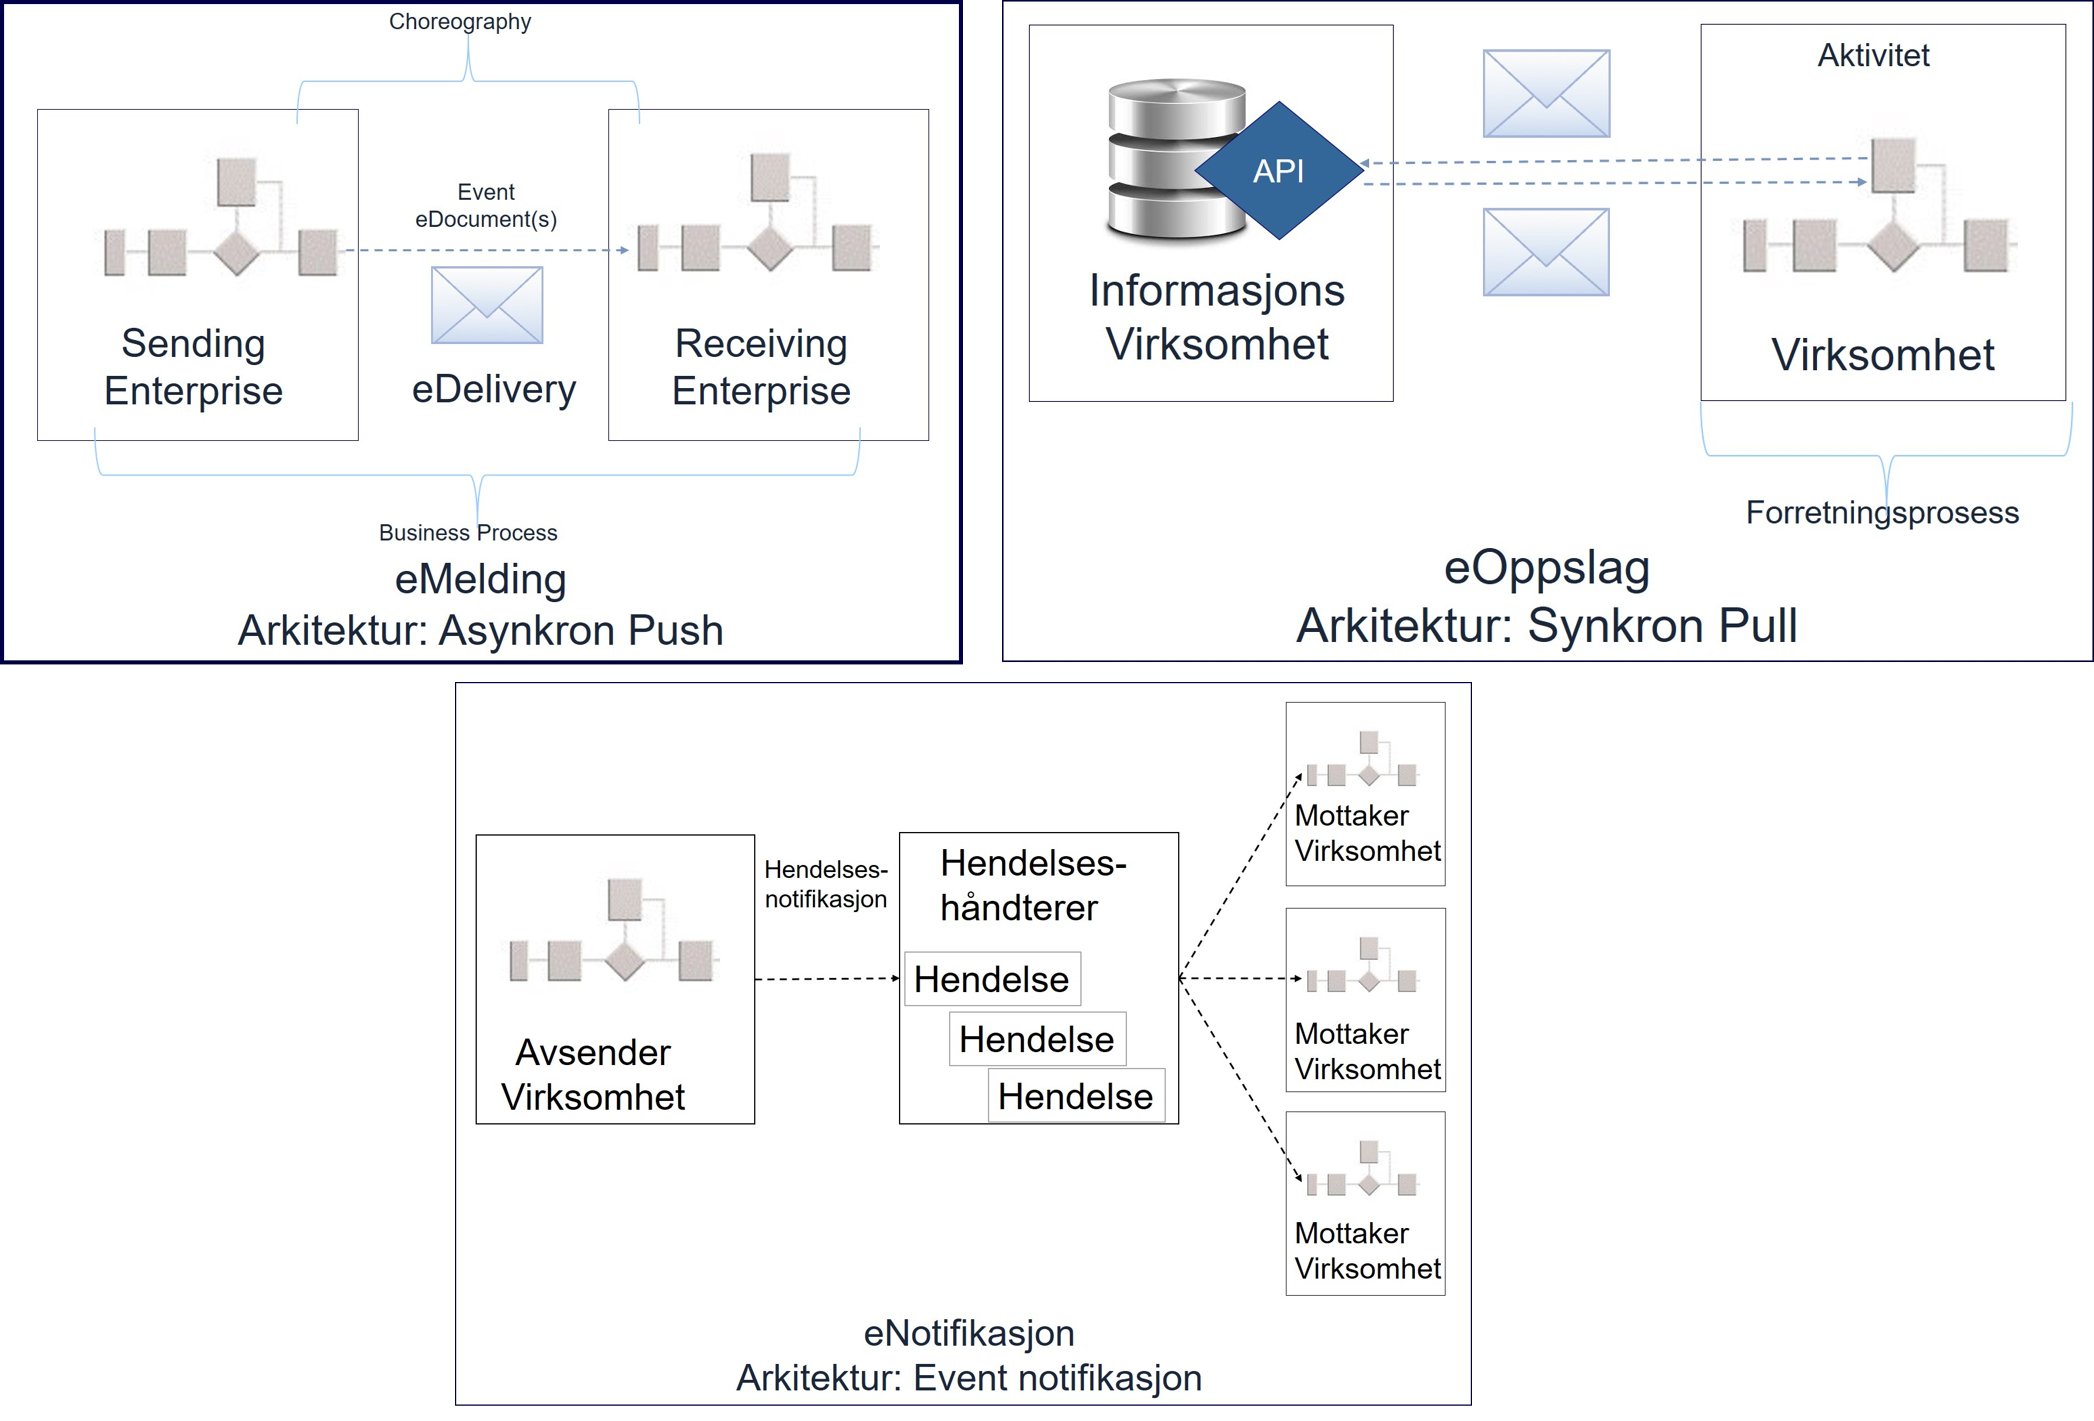 Choreography
Event
eDocument(s)
Sending
Enterprise
eDelivery
Receiving
Enterprise
Business Process
eMelding
Arkitektur: Asynkron Push
Aktivitet
API
Informasjons
Virksomhet
Virksomhet
Forretningsprosess
eOppslag
Arkitektur: Synkron Pull
Avsender
Virksomhet
Hendelses-
notifikasjon
Hendelses-
håndterer
Hendelse
Hendelse
Hendelse
Mottaker
Virksomhet
Mottaker
Virksomhet
Mottaker
Virksomhet
eNotifikasjon
Arkitektur: Event notifikasjon